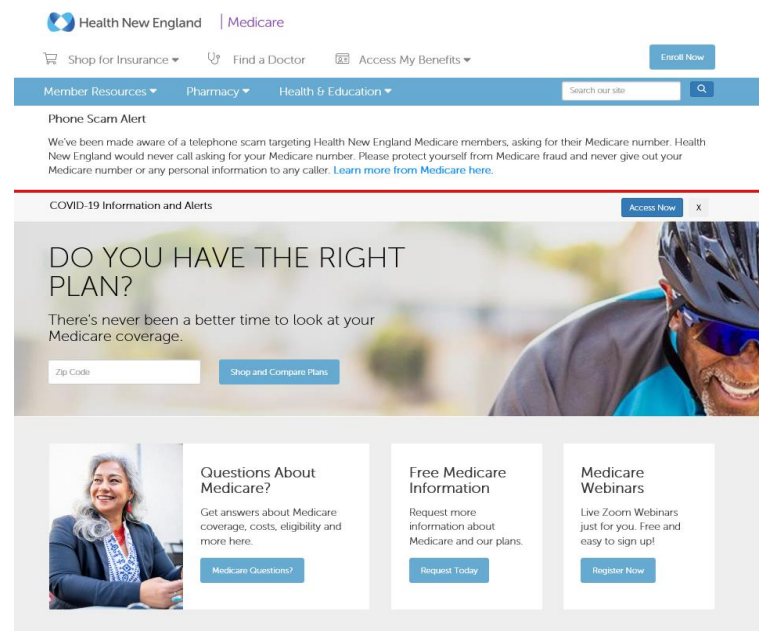 Health New England | Medicare
Shop for Insurance Find a Doctor Access My Benefits Enroll Now
Member Resources Pharmacy Health & Education Search our site
Phone Scam Alert
We've been made aware of a telephone scam targeting Health New England Medicare members, asking for their Medicare number. Health
New England would never call asking for your Medicare number. Please protect yourself from Medicare fraud and never give out your
Medicare number or any personal information to any caller. Learn more from Medicare here.
COVID-19 Information and Alerts Access Now X
DO YOU HAVE THE RIGHT
PLAN?
There's never been a better time to look at your
Medicare coverage.
Zip Code Shop and Compare Plans
Questions About
Medicare?
Get answers about Medicare
coverage, costs, eligibility and
more here.
Medicare Questions?
Free Medicare
Information
Request more
information about
Medicare and our plans.
Request Today
Medicare
Webinars
Live Zoom Webinars
just for you. Free and
easy to sign up!
Register Now